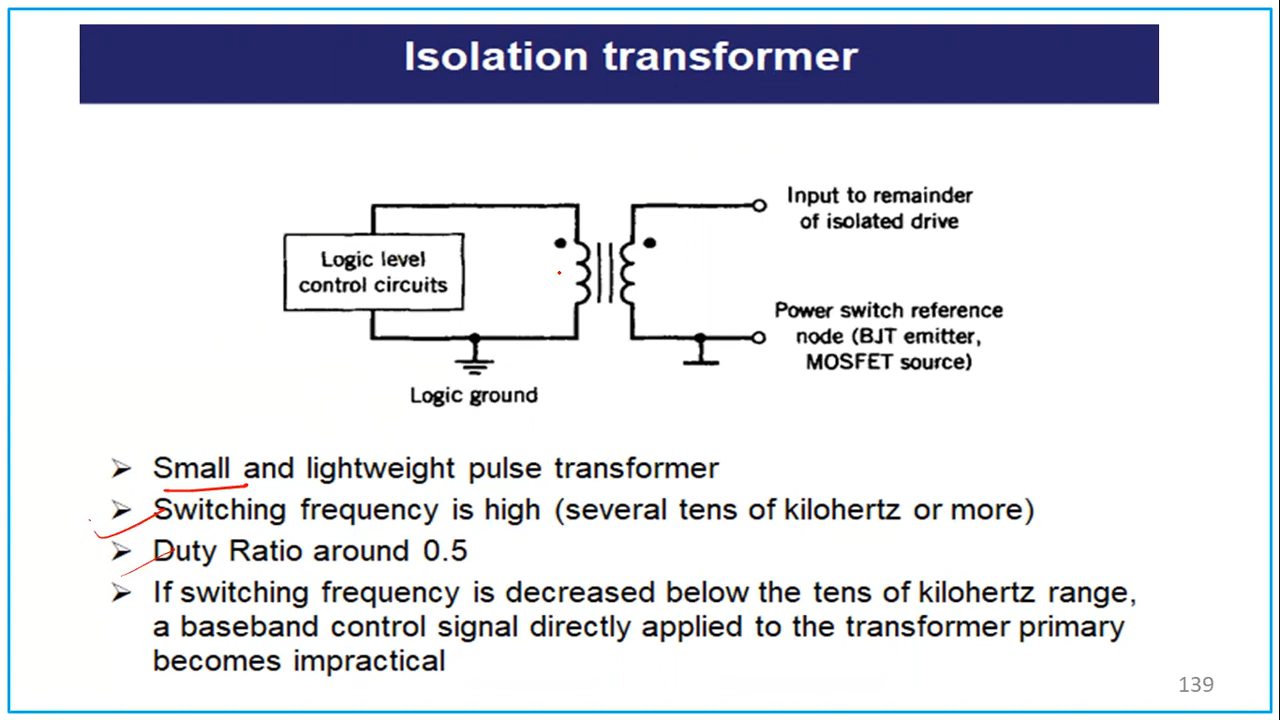 Isolation transformer
Input to remainder
of isolated drive
Logic level
control circuits
Power switch reference
node (BJT emitter,
MOSFET source)
Logic ground
➢ Small and lightweight pulse transformer
➢ Switching frequency is high (several tens of kilohertz or more)
➢ Duty Ratio around 0.5
➢ If switching frequency is decreased below the tens of kilohertz range,
a baseband control signal directly applied to the transformer primary
becomes impractical
139